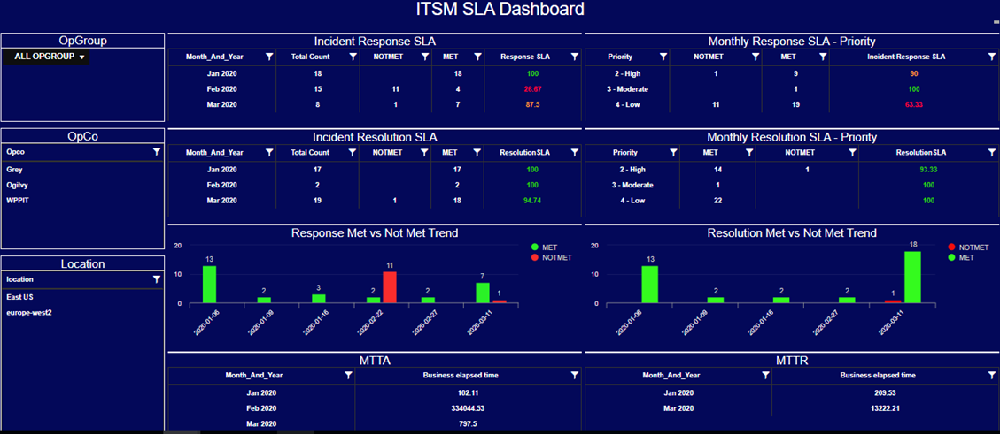 ITSM SLA Dashboard
OpGroup
ALL OPGROUP
OpCo
Opco
Grey
Ogilvy
WPPIT
Location
location
East US
europe-west2
Incident Response SLA
Month_And_Year Total Count NOTMET MET Response SLA
Jan 2020 18 18 100
Feb 2020 15 11 4 26.67
Mar 2020 8 1 7 87.5
Monthly Response SLA - Priority
Priority NOTMET MET Incident Response SLA
2 - High 1 9 90
3 - Moderate 1 100
4 - Low 11 19 63.33
Incident Resolution SLA
Month_And_Year Total Count NOTMET MET ResolutionSLA
Jan 2020 17 17 100
Feb 2020 2 2 100
Mar 2020 19 1 18 94.74
Monthly Resolution SLA - Priority
Priority MET NOTMET ResolutionSLA
2 - High 14 1 93.33
3 - Moderate 1 100
4 - Low 22 100
Response Met vs Not Met Trend
MET
NOTMET
20
10
0
13 2 3 2 11 2 7 1
2020-01-06 2020-01-09 2020-01-16 2020-02-22 2020-02-27 2020-03-11
Resolution Met vs Not Met Trend
NOTMET
MET
20
10
0
13 2 2 2 1 18
2020-01-06 2020-01-09 2020-01-16 2020-02-27 2020-03-11
MTTA
Month_And_Year Business elapsed time
Jan 2020 102.11
Feb 2020 334044.53
Mar 2020 797.5
MTTR
Month_And_Year Business elapsed time
Jan 2020 209.53
Mar 2020 13222.21